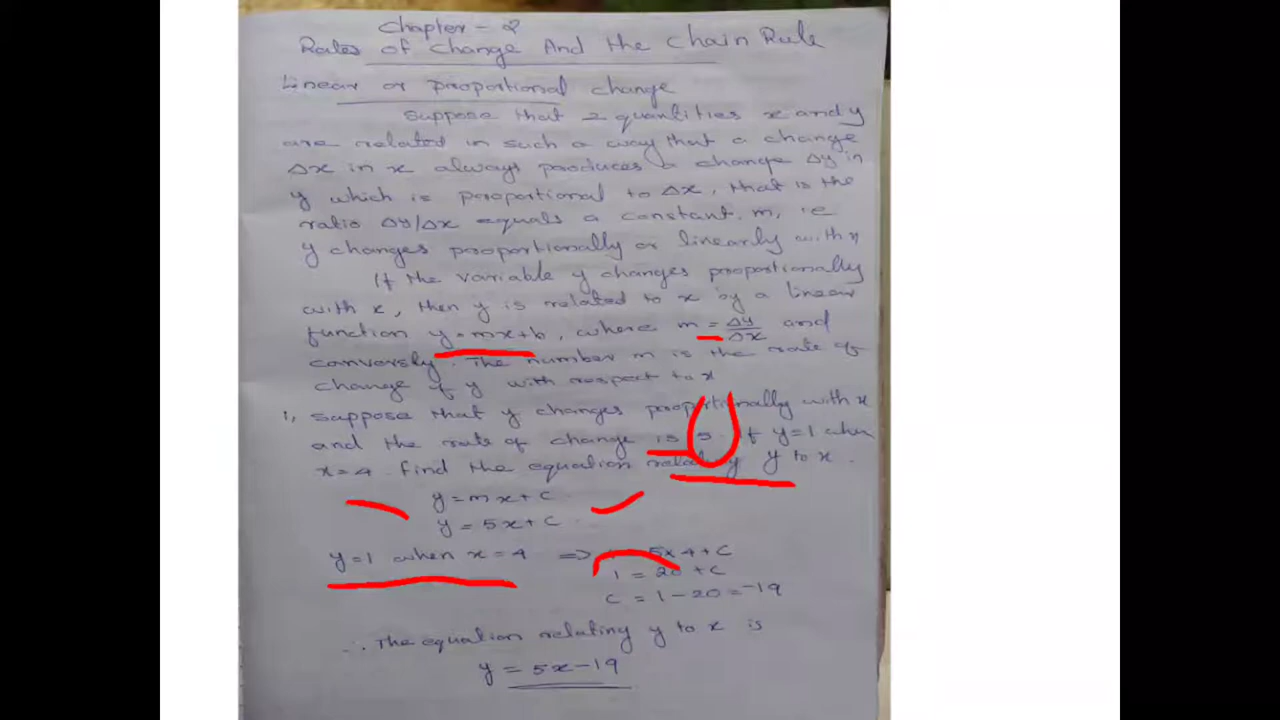 Chapter - 2
Rates of Change And the Chain Rule
Linear or proportional change
Suppose that 2 quantities x and y
are related in such a way that a change
Δx in x always produces a change Δy in
y which is proportional to Δx, that is the
ratio Δy/Δx equals a constant m, i.e
y changes proportionally or linearly with x
If the variable y changes proportionally
with x, then y is related to x by a linear
function y = mx + b, where m = Δy/Δx and
conversly. The number m is the rate of
change of y with respect to x
1, Suppose that y changes proportionally with x
and the rate of change is 5. If y=1 when
x=4. Find the equation relating y to x.
y = mx + c
y = 5x + c
y=1 when x=4 => 5x4+c
1 = 20 + c
c = 1 - 20 = -19
∴ The equation relating y to x is
y = 5x - 19